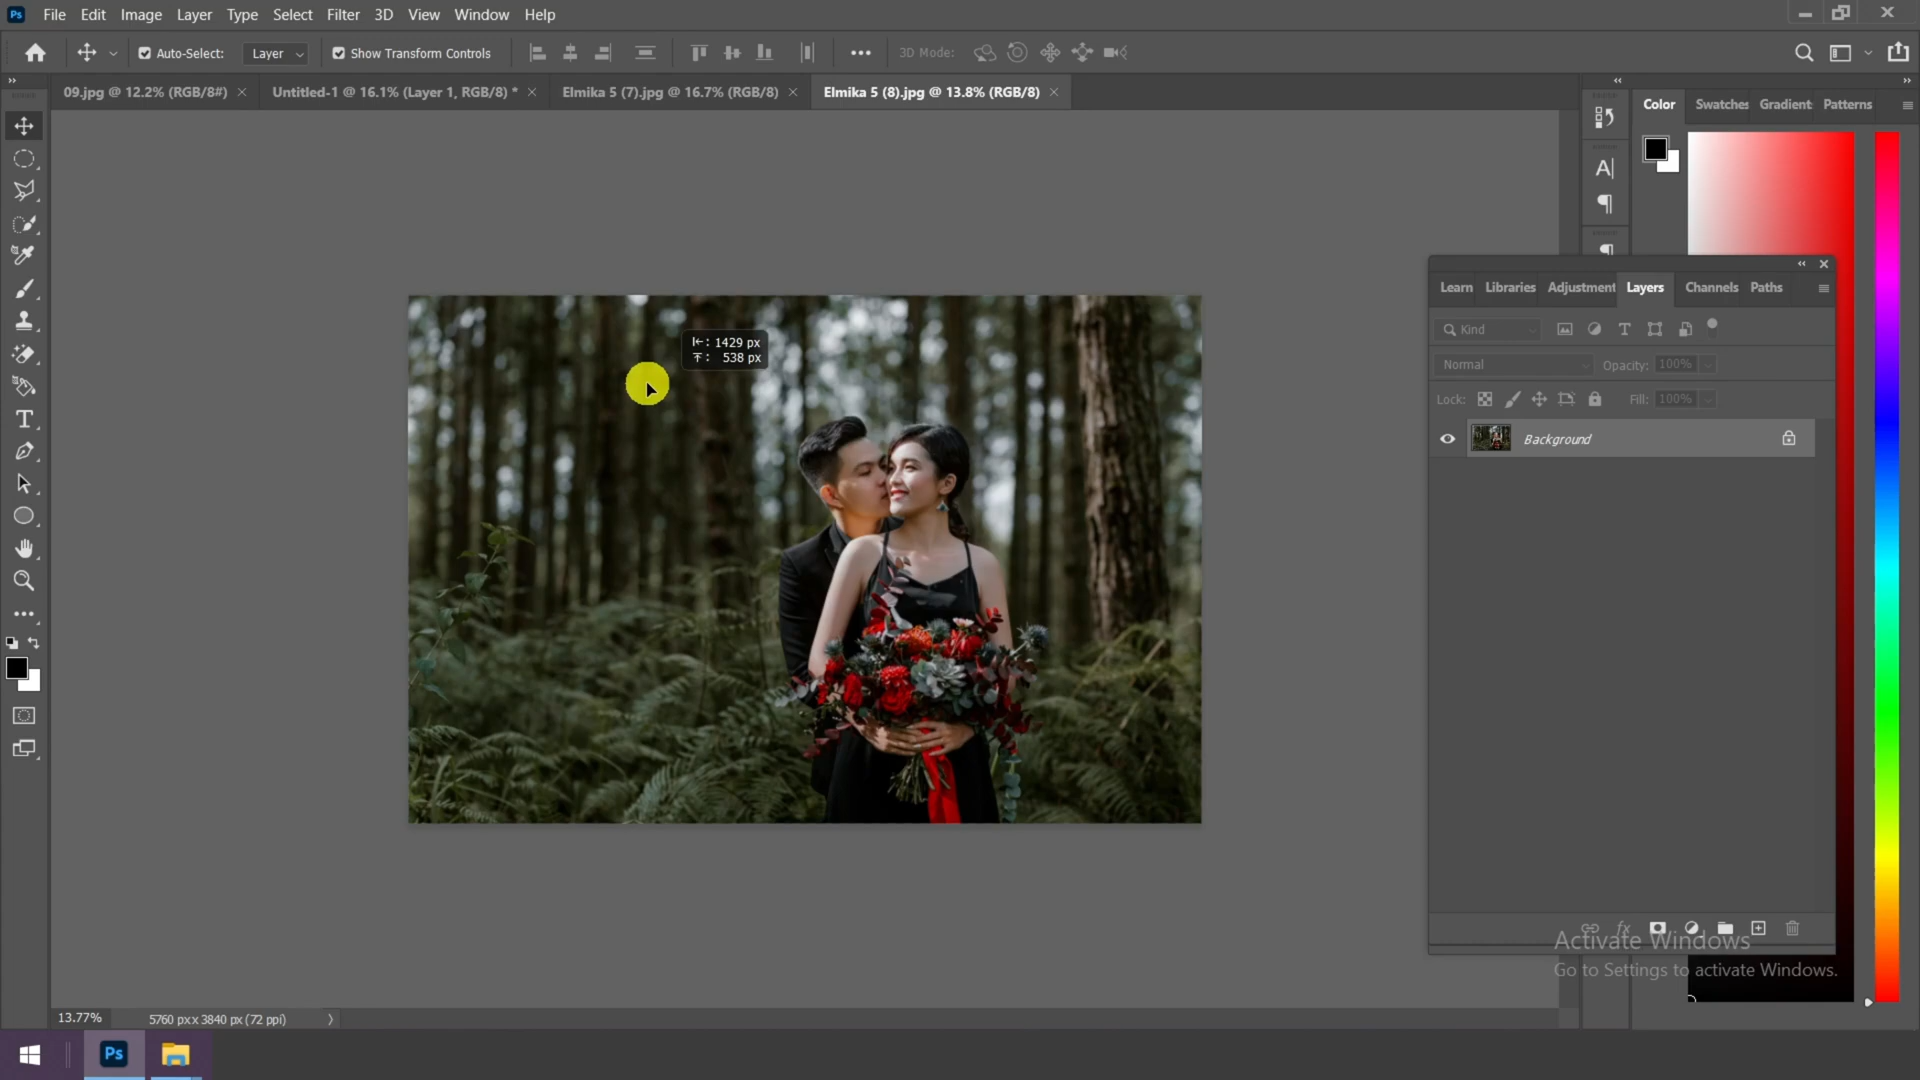 Ps File Edit Image Layer Type Select Filter 3D View Window Help
Auto-Select: Layer Show Transform Controls 3D Mode:
09.jpg @ 12.2% (RGB/8#) × Untitled-1 @ 16.1% (Layer 1, RGB/8) * × Elmika 5 (7).jpg @ 16.7% (RGB/8) × Elmika 5 (8).jpg @ 13.8% (RGB/8) ×
Color Swatches Gradient Patterns
Learn Libraries Adjustment Layers Channels Paths
Kind
Normal Opacity: 100%
Lock: Fill: 100%
Background
1429 px
538 px
fx
Activate Windows
Go to Settings to activate Windows.
13.77% 5760 px x 3840 px (72 ppi)
Ps